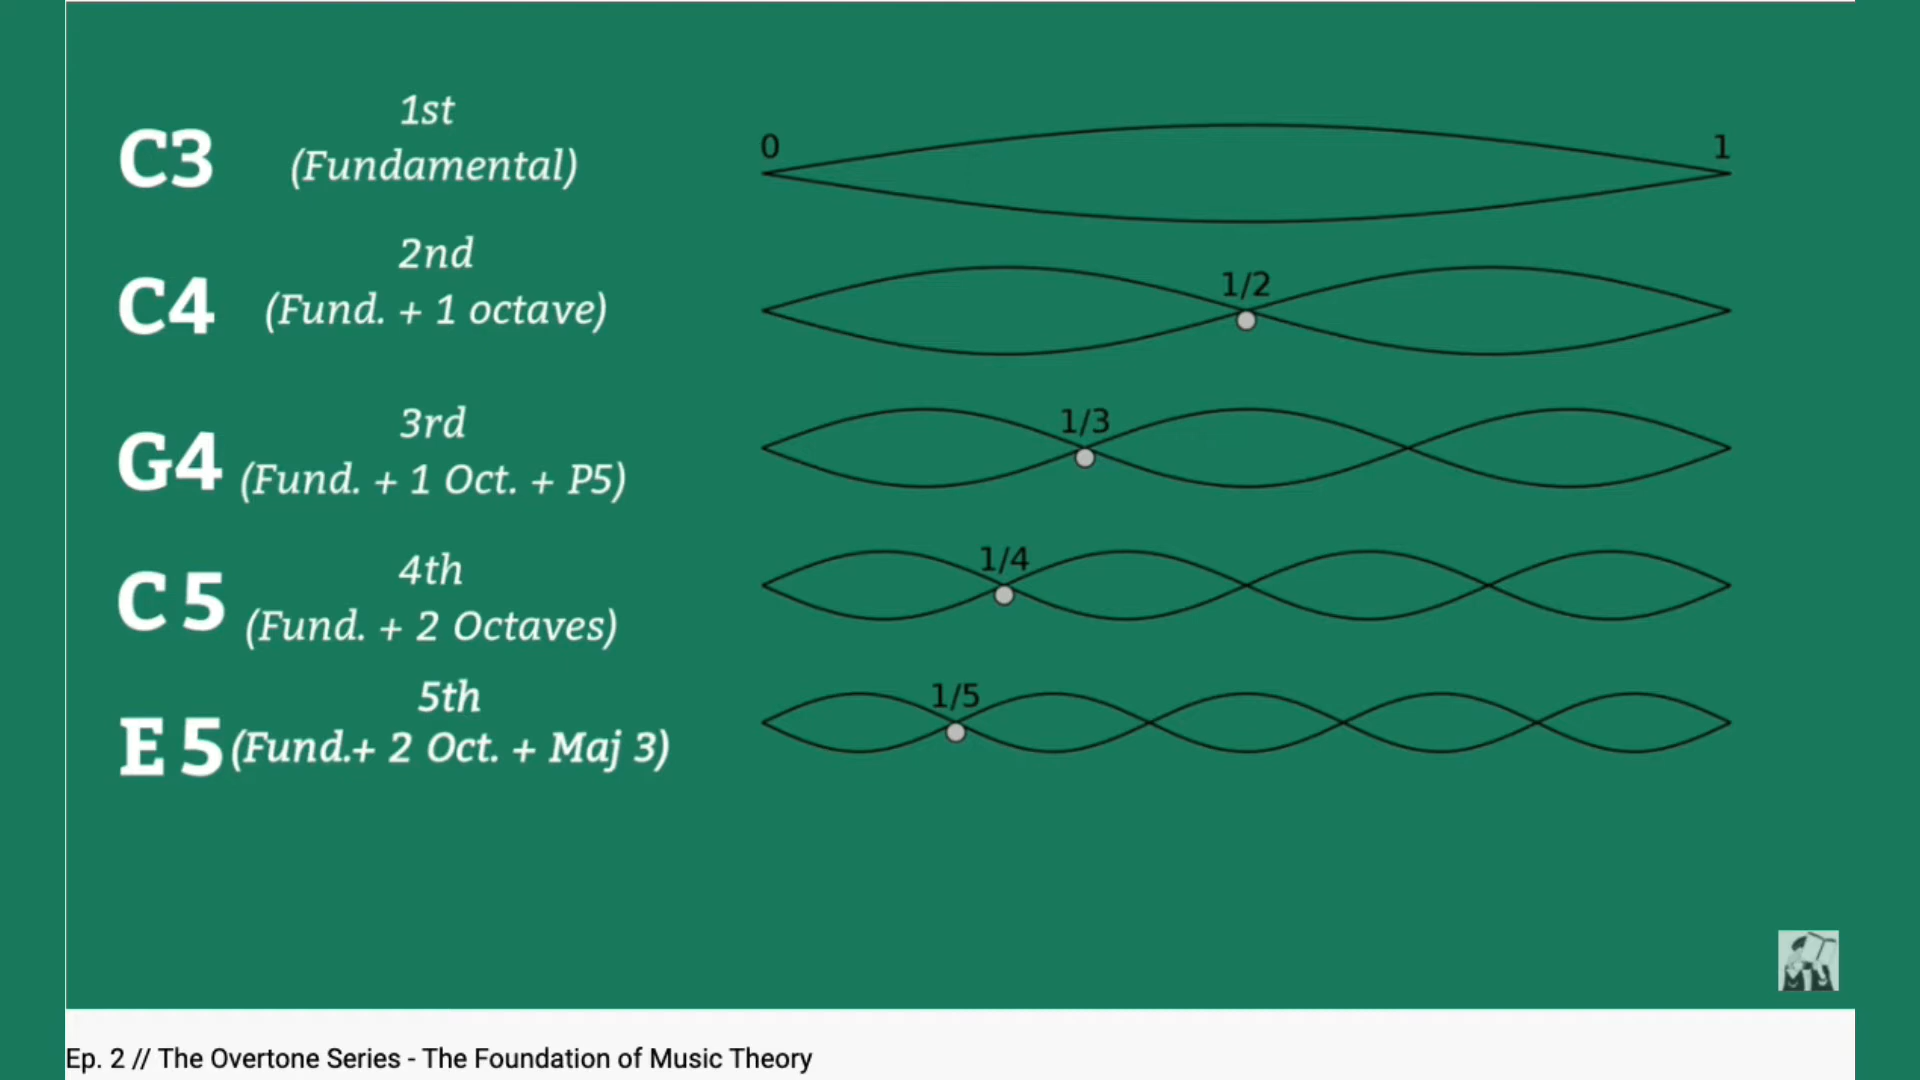 C3
1st
(Fundamental)
0
1
C4
2nd
(Fund. + 1 octave)
1/2
G4
3rd
(Fund. + 1 Oct. + P5)
1/3
C 5
4th
(Fund. + 2 Octaves)
1/4
E 5
5th
(Fund.+ 2 Oct. + Maj 3)
1/5
Ep. 2 // The Overtone Series - The Foundation of Music Theory